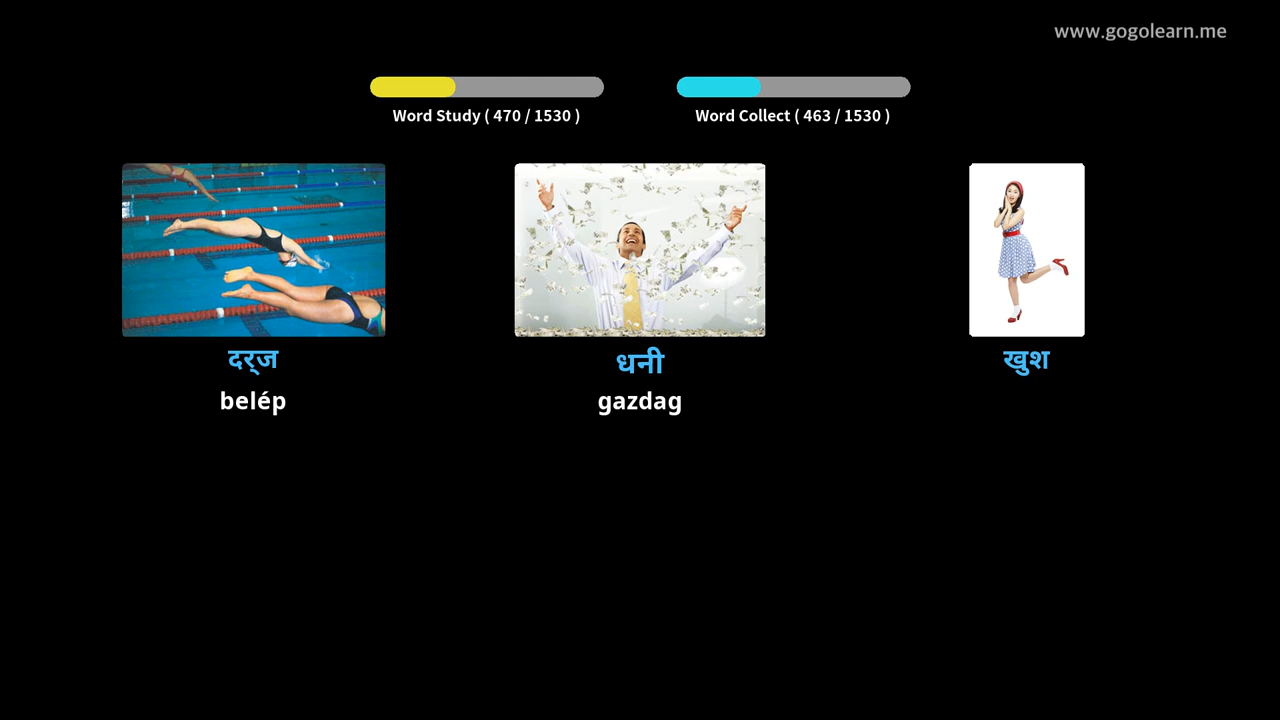 www.gogolearn.me
Word Study ( 470 / 1530 )
Word Collect ( 463 / 1530 )
दर्ज
धनी
खुश
belép
gazdag